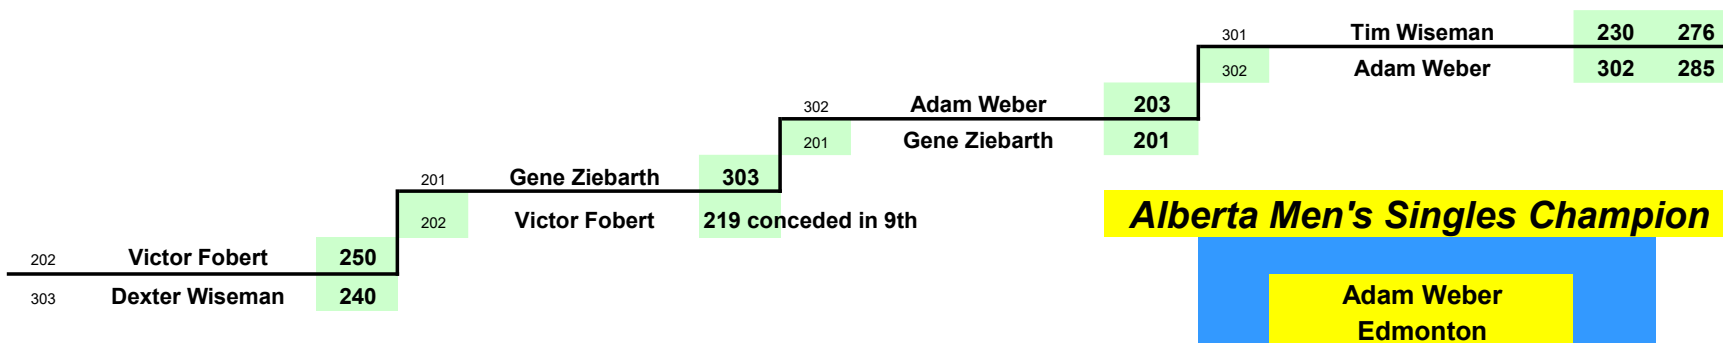 301 Tim Wiseman 230 276
302 Adam Weber 302 285
302 Adam Weber 203
201 Gene Ziebarth 201
201 Gene Ziebarth 303
202 Victor Fobert 219 conceded in 9th
Alberta Men's Singles Champion
202 Victor Fobert 250
303 Dexter Wiseman 240
Adam Weber
Edmonton